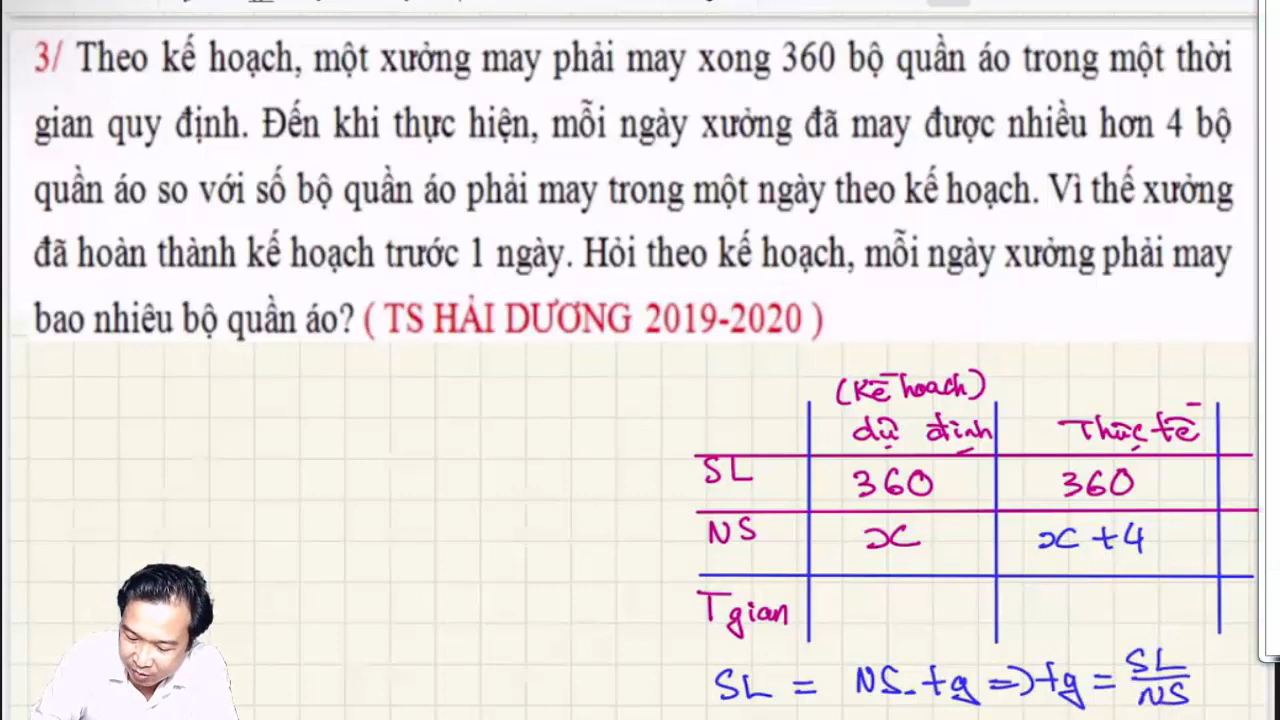 3/ Theo kế hoạch, một xưởng may phải may xong 360 bộ quần áo trong một thời
gian quy định. Đến khi thực hiện, mỗi ngày xưởng đã may được nhiều hơn 4 bộ
quần áo so với số bộ quần áo phải may trong một ngày theo kế hoạch. Vì thế xưởng
đã hoàn thành kế hoạch trước 1 ngày. Hỏi theo kế hoạch, mỗi ngày xưởng phải may
bao nhiêu bộ quần áo? ( TS HẢI DƯƠNG 2019-2020 )
(Kế hoạch)
dự định Thực tế
SL 360 360
NS x x + 4
Tgian
SL = NS. tg => tg = SL/NS